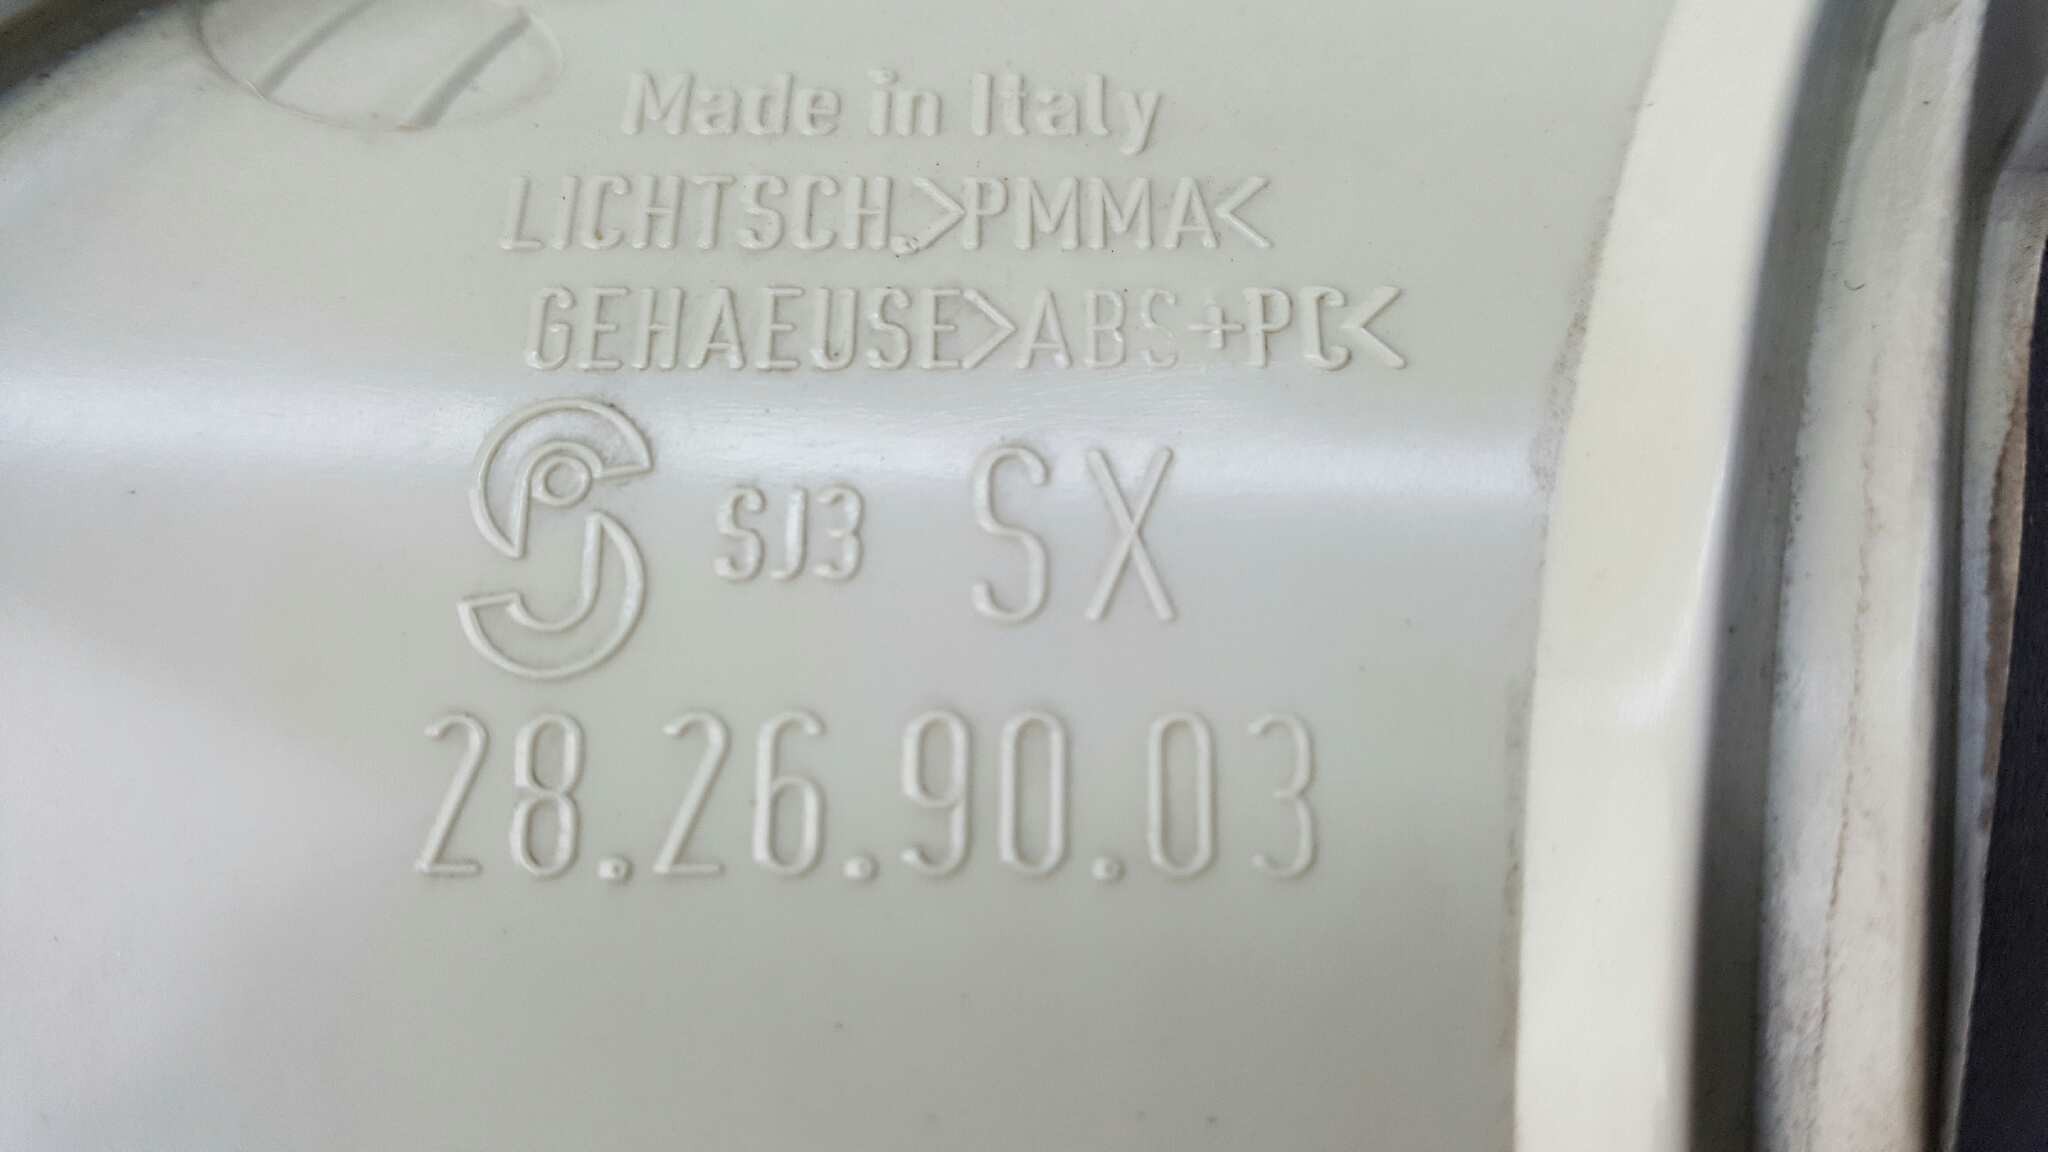 Made in Italy
LICHTSCH.>PMMA<
GEHAEUSE>ABS+PC<
SJ3 SX
28.26.90.03